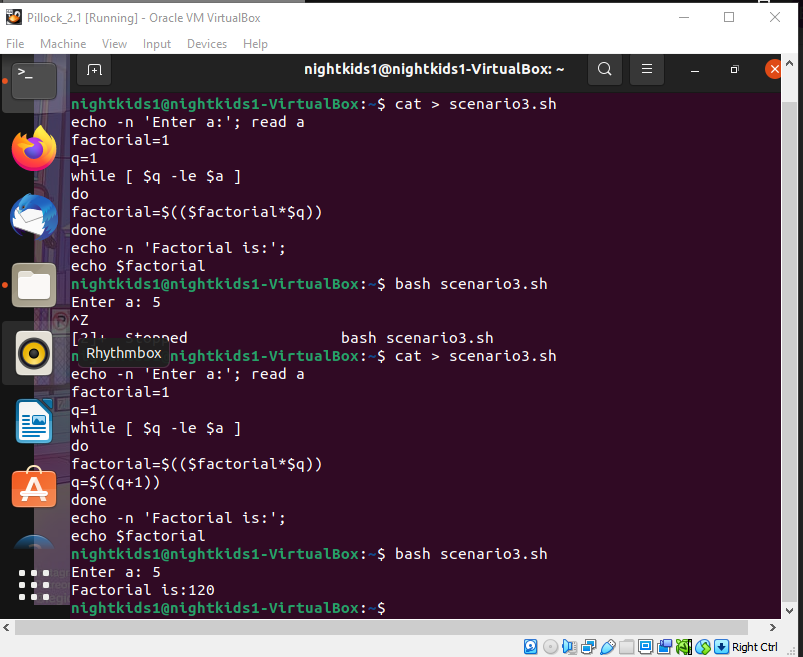 Pillock_2.1 [Running] - Oracle VM VirtualBox
File Machine View Input Devices Help
nightkids1@nightkids1-VirtualBox: ~
nightkids1@nightkids1-VirtualBox:~$ cat > scenario3.sh
echo -n 'Enter a:'; read a
factorial=1
q=1
while [ $q -le $a ]
do
factorial=$(($factorial*$q))
done
echo -n 'Factorial is:';
echo $factorial
nightkids1@nightkids1-VirtualBox:~$ bash scenario3.sh
Enter a: 5
^Z
[2]+ Stopped bash scenario3.sh
Rhythmbox
nightkids1@nightkids1-VirtualBox:~$ cat > scenario3.sh
echo -n 'Enter a:'; read a
factorial=1
q=1
while [ $q -le $a ]
do
factorial=$(($factorial*$q))
q=$((q+1))
done
echo -n 'Factorial is:';
echo $factorial
nightkids1@nightkids1-VirtualBox:~$ bash scenario3.sh
Enter a: 5
Factorial is:120
nightkids1@nightkids1-VirtualBox:~$
Right Ctrl